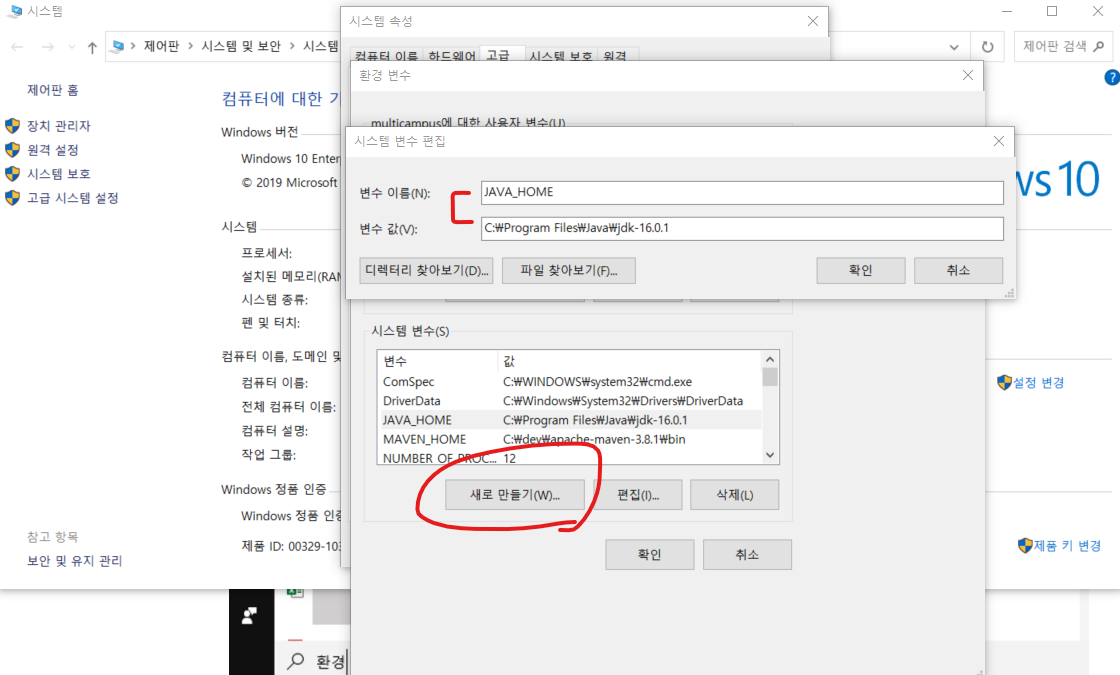 시스템
시스템 속성
제어판 > 시스템 및 보안 > 시스템
제어판 검색
컴퓨터 이름 하드웨어 고급 시스템 보호 원격
환경 변수
제어판 홈
컴퓨터에 대한
multicampus에 대한 사용자 변수(U)
장치 관리자
원격 설정
시스템 보호
고급 시스템 설정
Windows 버전
Windows 10
© 2019 Microsoft
시스템 변수 편집
변수 이름(N):
JAVA_HOME
변수 값(V):
C:₩Program Files₩Java₩jdk-16.0.1
디렉터리 찾아보기(D)... 파일 찾아보기(F)... 확인 취소
ws 10
시스템
프로세서:
설치된 메모리(RAM
시스템 종류:
펜 및 터치:
컴퓨터 이름, 도메인 및
컴퓨터 이름:
전체 컴퓨터 이름:
컴퓨터 설명:
작업 그룹:
시스템 변수(S)
변수 값
ComSpec C:₩WINDOWS₩system32₩cmd.exe
DriverData C:₩Windows₩System32₩Drivers₩DriverData
JAVA_HOME C:₩Program Files₩Java₩jdk-16.0.1
MAVEN_HOME C:₩dev₩apache-maven-3.8.1₩bin
NUMBER_OF_PROC... 12
설정 변경
새로 만들기(W)... 편집(I)... 삭제(L)
Windows 정품 인증
Windows 정품
제품 ID: 00329-10
제품 키 변경
확인 취소
참고 항목
보안 및 유지 관리
환경